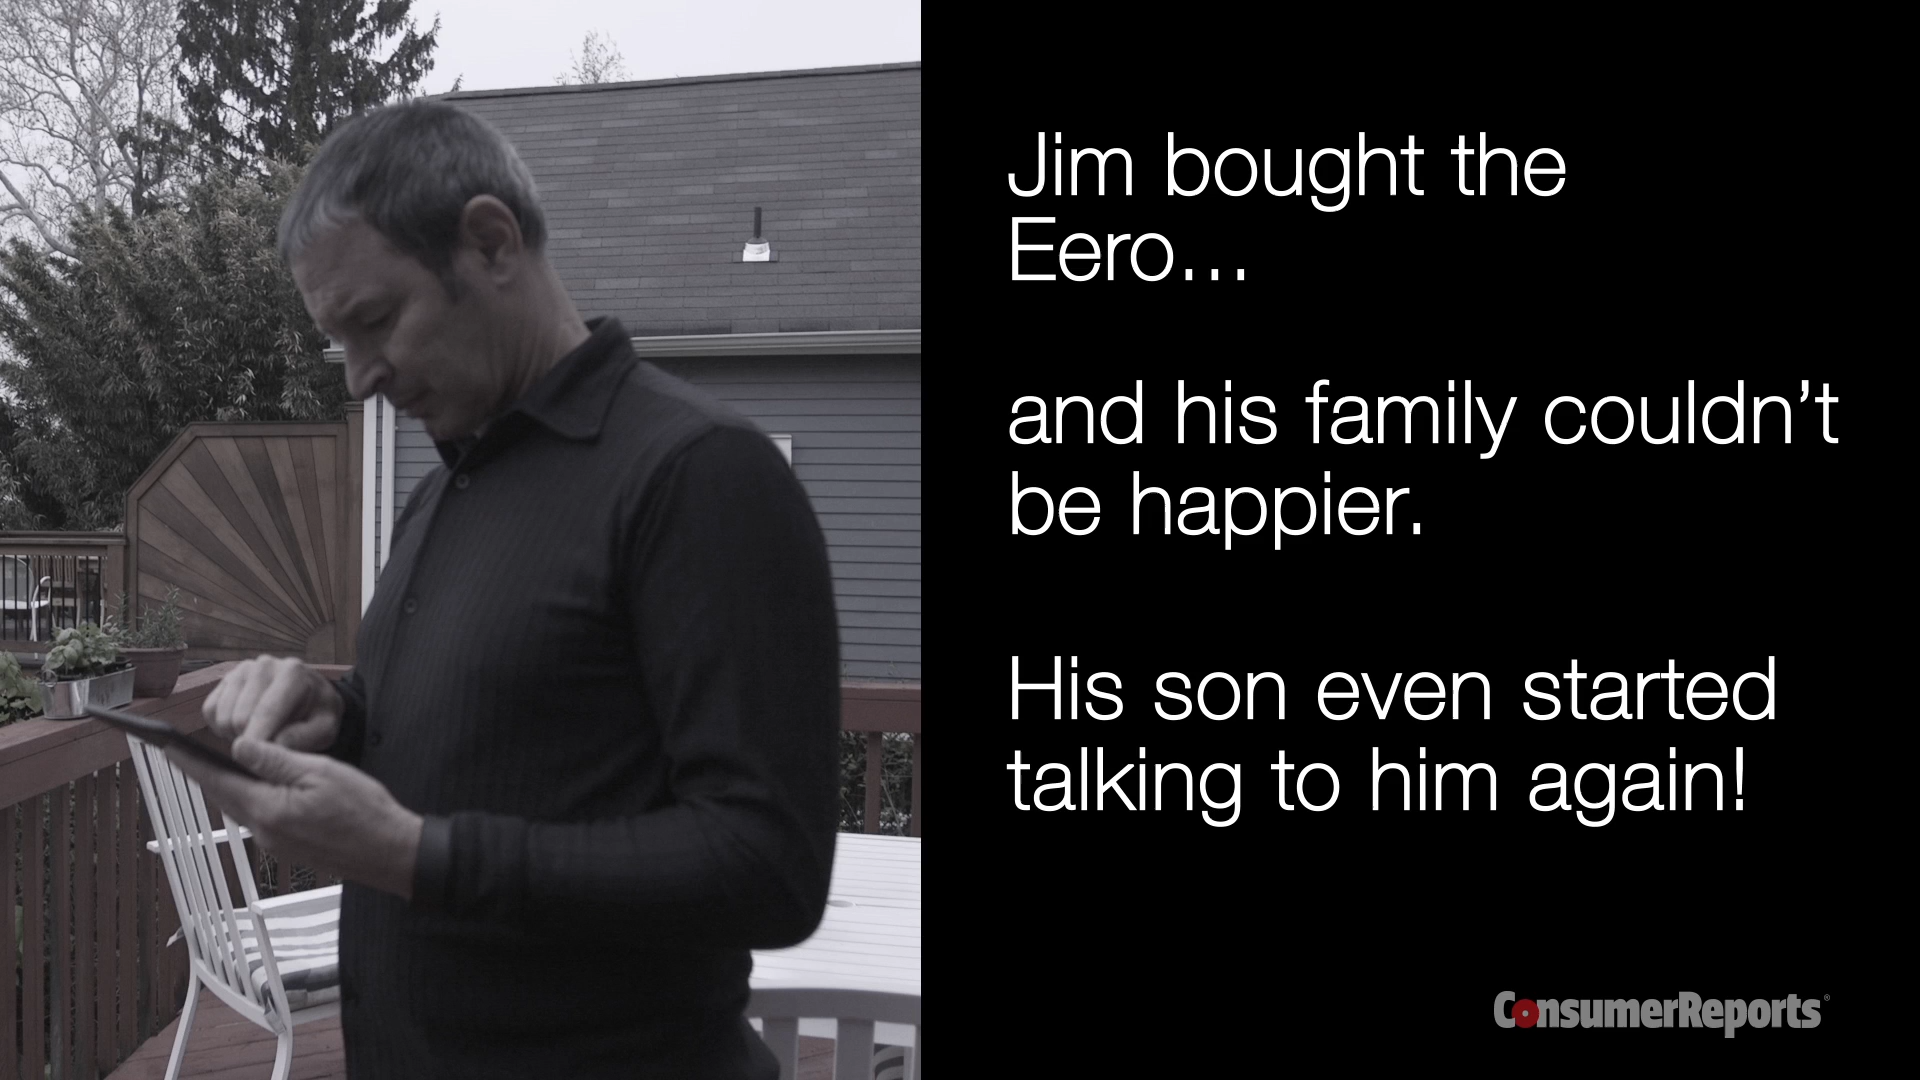 Jim bought the
Eero…
and his family couldn’t
be happier.
His son even started
talking to him again!
ConsumerReports®